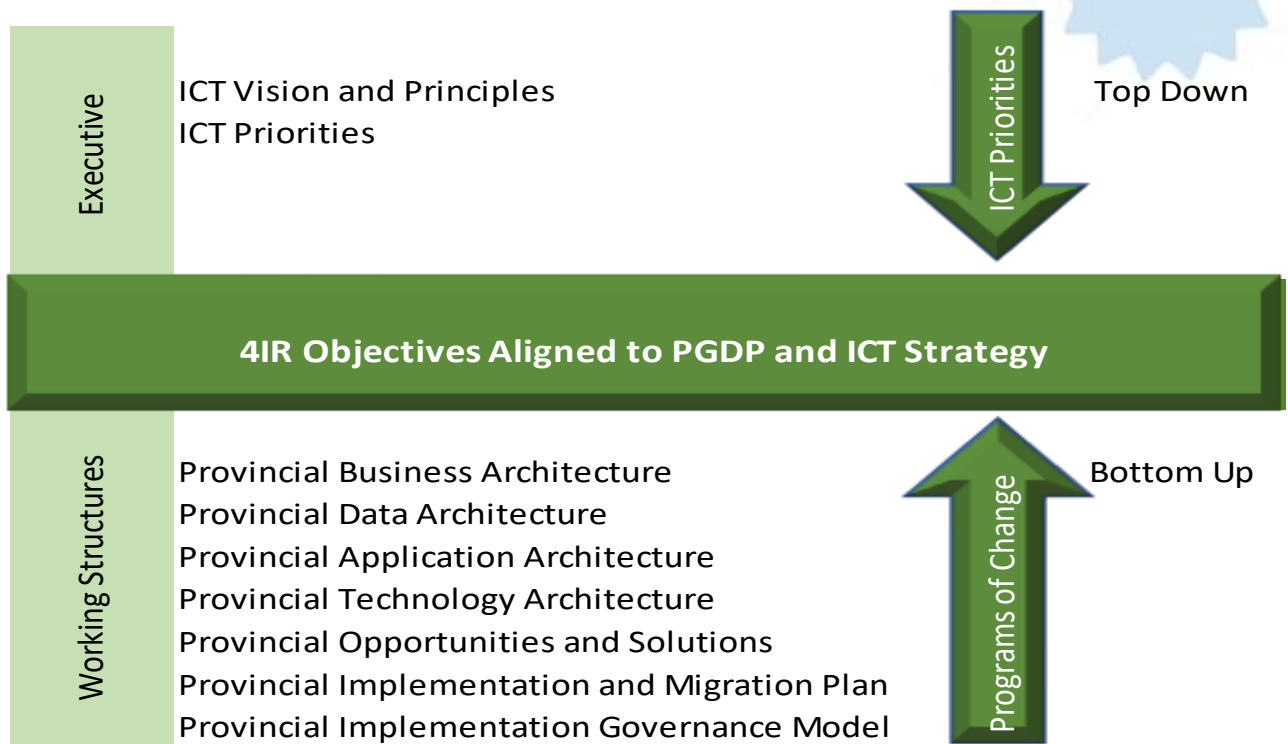 Executive
ICT Vision and Principles
ICT Priorities
ICT Priorities
Top Down
4IR Objectives Aligned to PGDP and ICT Strategy
Working Structures
Provincial Business Architecture
Provincial Data Architecture
Provincial Application Architecture
Provincial Technology Architecture
Provincial Opportunities and Solutions
Provincial Implementation and Migration Plan
Provincial Implementation Governance Model
Programs of Change
Bottom Up